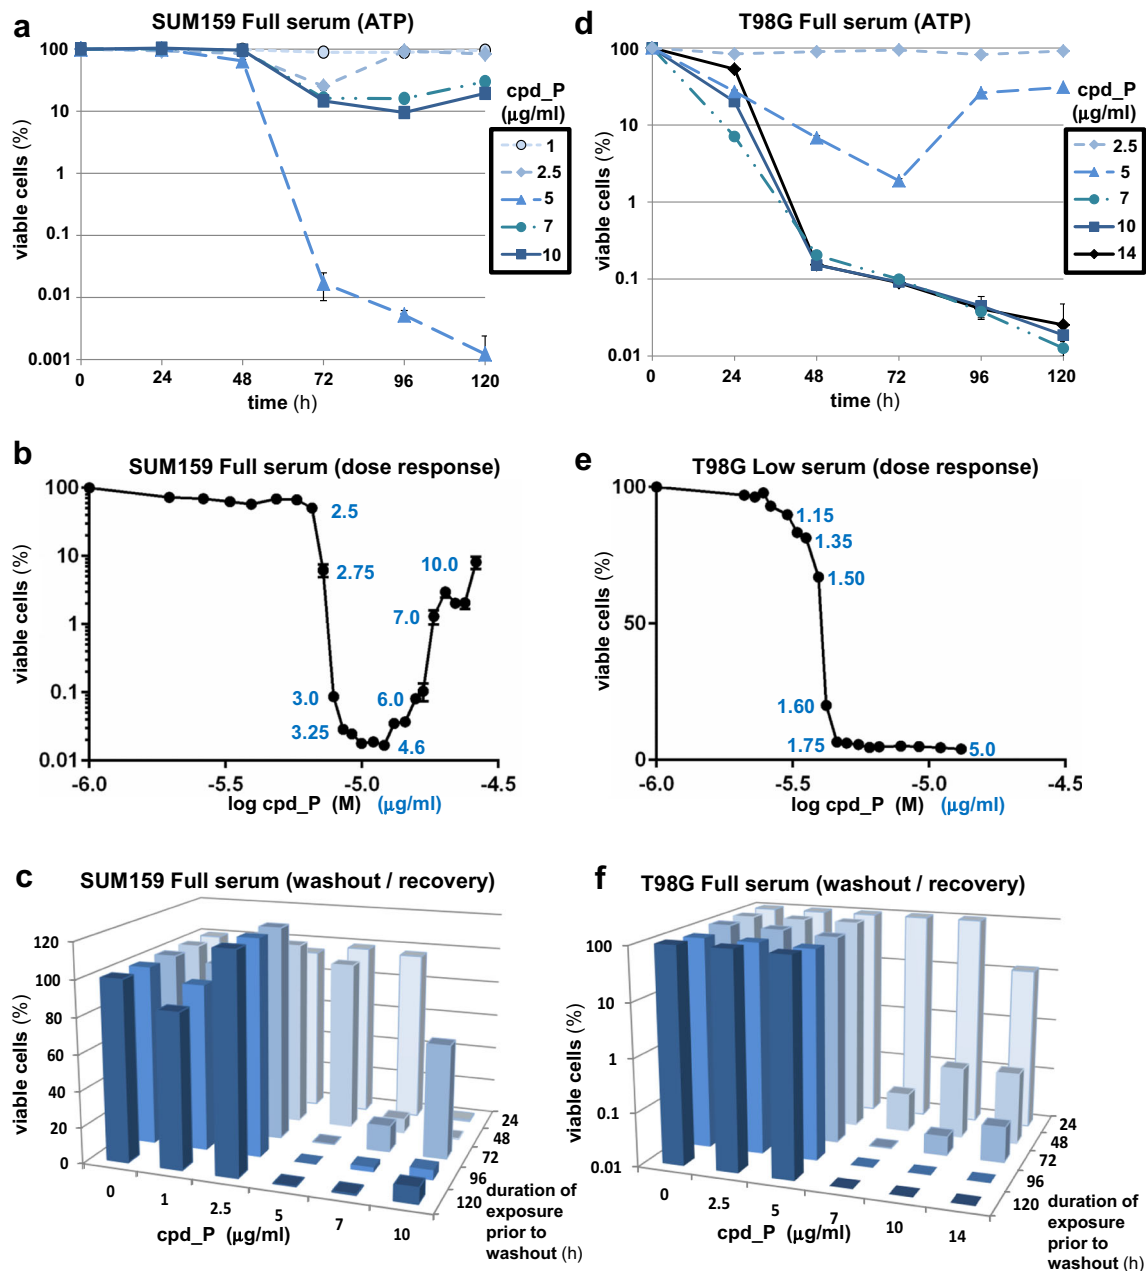 a
SUM159 Full serum (ATP)
viable cells (%)
100
10
1
0.1
0.01
0.001
0
24
48
72
96
120
time (h)
cpd_P
(μg/ml)
1
2.5
5
7
10
d
T98G Full serum (ATP)
viable cells (%)
100
10
1
0.1
0.01
0
24
48
72
96
120
time (h)
cpd_P
(μg/ml)
2.5
5
7
10
14
b
SUM159 Full serum (dose response)
viable cells (%)
100
10
1
0.1
0.01
2.5
2.75
3.0
3.25
4.6
6.0
7.0
10.0
-6.0
-5.5
-5.0
-4.5
log cpd_P (M) (μg/ml)
e
T98G Low serum (dose response)
viable cells (%)
100
50
0
1.15
1.35
1.50
1.60
1.75
5.0
-6.0
-5.5
-5.0
-4.5
log cpd_P (M) (μg/ml)
c
SUM159 Full serum (washout / recovery)
viable cells (%)
120
100
80
60
40
20
0
0
1
2.5
5
7
10
cpd_P (μg/ml)
24
48
72
96
120
duration of
exposure
prior to
washout (h)
f
T98G Full serum (washout / recovery)
viable cells (%)
100
10
1
0.1
0.01
0
2.5
5
7
10
14
cpd_P (μg/ml)
24
48
72
96
120
duration of
exposure
prior to
washout (h)